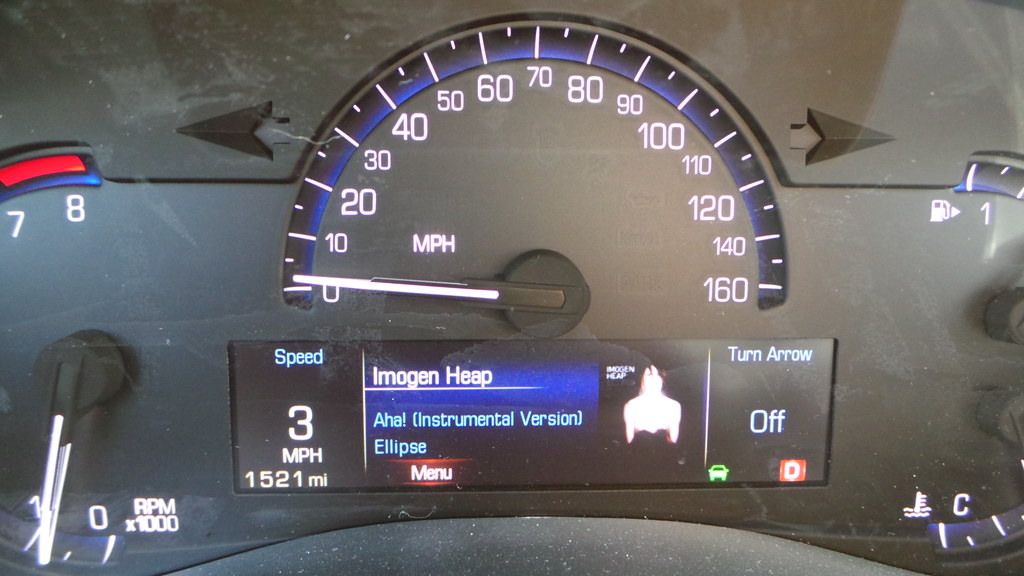 70
60 80
50 90
40 100
30 110
20 120
7 8
1
10 MPH 140
0 160
Speed
Turn Arrow
Imogen Heap
IMOGEN
HEAP
3
MPH
Aha! (Instrumental Version)
Off
Ellipse
1521 mi
Menu
D
1 0 RPM
x1000
C